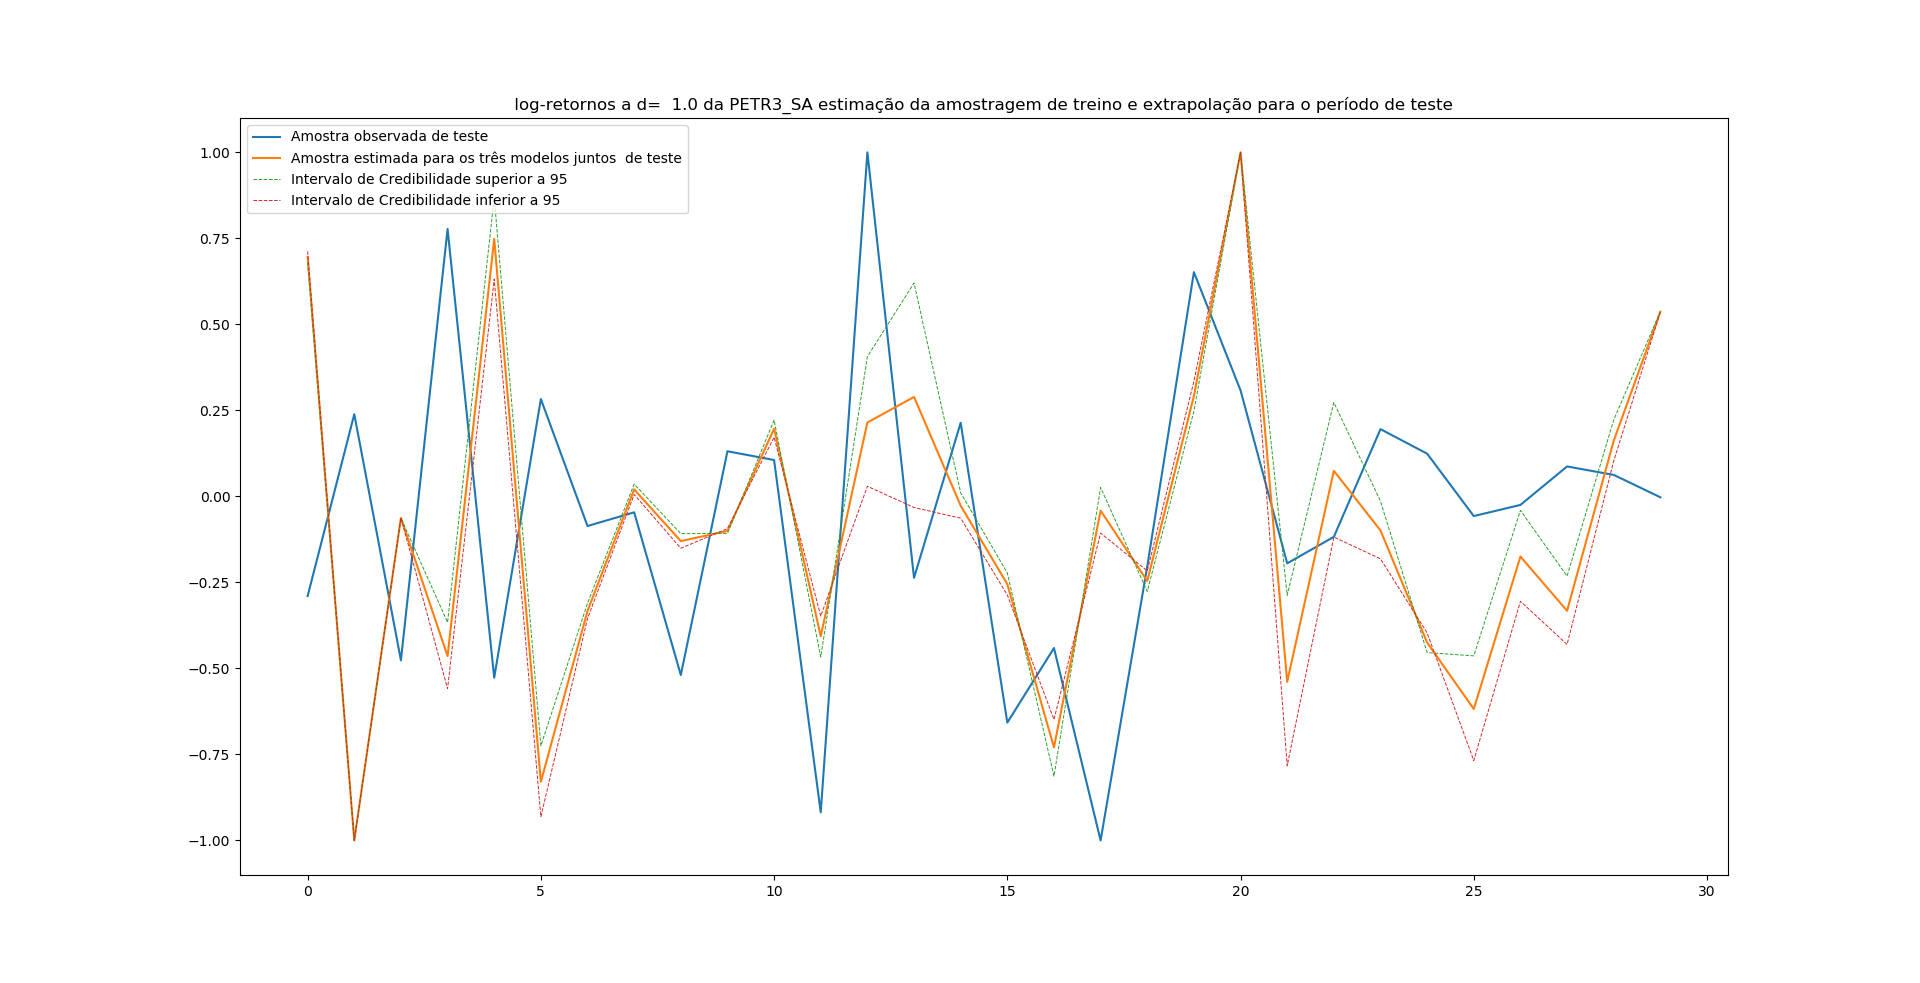 log-retornos a d=  1.0 da PETR3_SA estimação da amostragem de treino e extrapolação para o período de teste
Amostra observada de teste
Amostra estimada para os três modelos juntos  de teste
Intervalo de Credibilidade superior a 95
Intervalo de Credibilidade inferior a 95
1.00
0.75
0.50
0.25
0.00
−0.25
−0.50
−0.75
−1.00
0 5 10 15 20 25 30